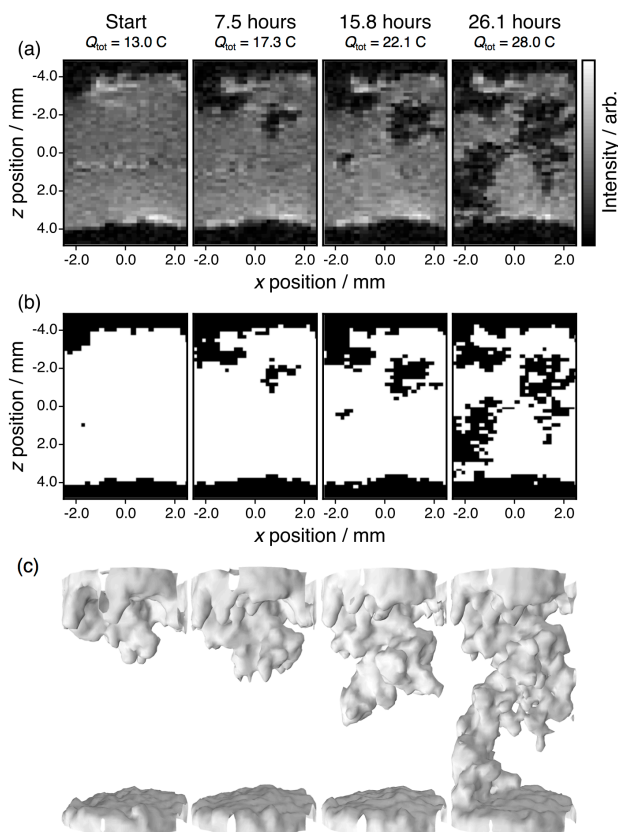 Start
7.5 hours
15.8 hours
26.1 hours
(a)
Qtot = 13.0 C
Qtot = 17.3 C
Qtot = 22.1 C
Qtot = 28.0 C
-4.0
-2.0
0.0
2.0
4.0
z position / mm
Intensity / arb.
-2.0 0.0 2.0
-2.0 0.0 2.0
-2.0 0.0 2.0
-2.0 0.0 2.0
x position / mm
(b)
-4.0
-2.0
0.0
2.0
4.0
z position / mm
-2.0 0.0 2.0
-2.0 0.0 2.0
-2.0 0.0 2.0
-2.0 0.0 2.0
x position / mm
(c)